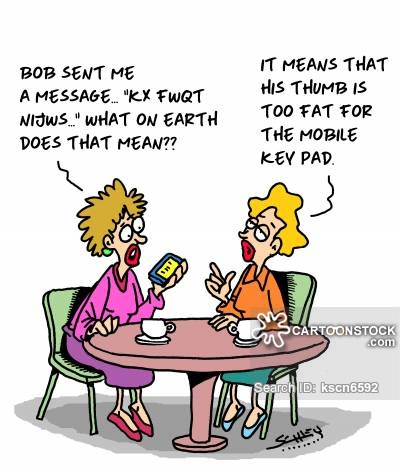 BOB SENT ME
A MESSAGE... "KX FWQT
NIJWS..." WHAT ON EARTH
DOES THAT MEAN??
IT MEANS THAT
HIS THUMB IS
TOO FAT FOR
THE MOBILE
KEY PAD.
CARTOONSTOCK
.com
Search ID: kscn6592
SCHLEY